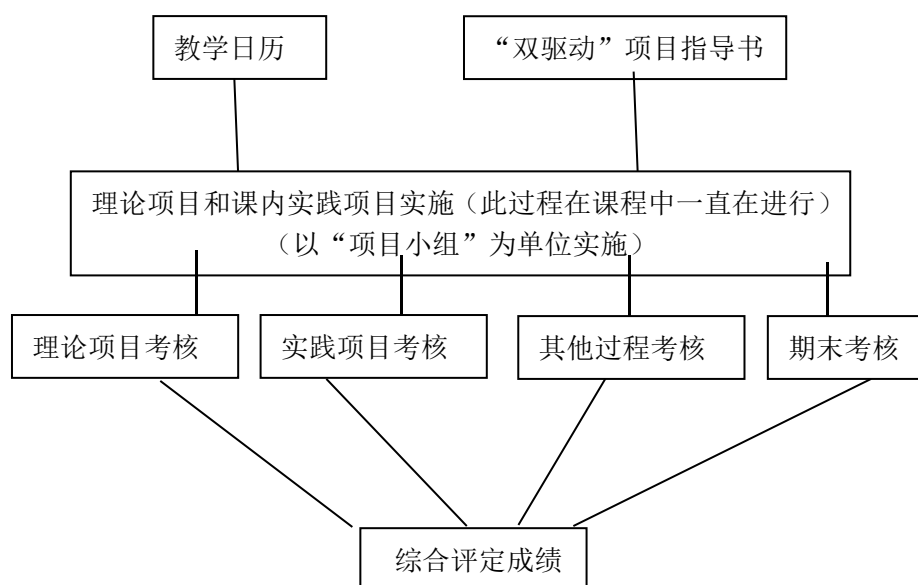 教学日历
“双驱动”项目指导书
理论项目和课内实践项目实施（此过程在课程中一直在进行）
（以“项目小组”为单位实施）
理论项目考核
实践项目考核
其他过程考核
期末考核
综合评定成绩